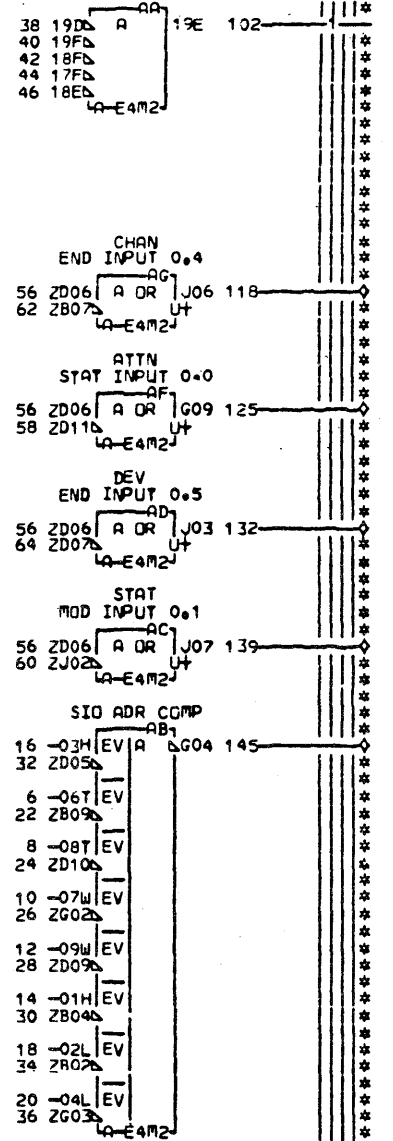 AA
38 19D A 19E 102
40 19F
42 18F
44 17F
46 18E
A E4M2
CHAN
END INPUT 0.4
AG
56 ZD06 A OR J06 118
62 ZB07 U+
A E4M2
ATTN
STAT INPUT 0.0
AF
56 ZD06 A OR G09 125
58 ZD11 U+
A E4M2
DEV
END INPUT 0.5
AD
56 ZD06 A OR J03 132
64 ZD07 U+
A E4M2
STAT
MOD INPUT 0.1
AC
56 ZD06 A OR J07 139
60 ZJ02 U+
A E4M2
SIO ADR COMP
AB
16 -03H EV A G04 145
32 ZD05
6 -06T EV
22 ZB09
8 -08T EV
24 ZD10
10 -07W EV
26 ZG02
12 -09W EV
28 ZD09
14 -01H EV
30 ZB04
18 -02L EV
34 ZB02
20 -04L EV
36 ZG03
A E4M2